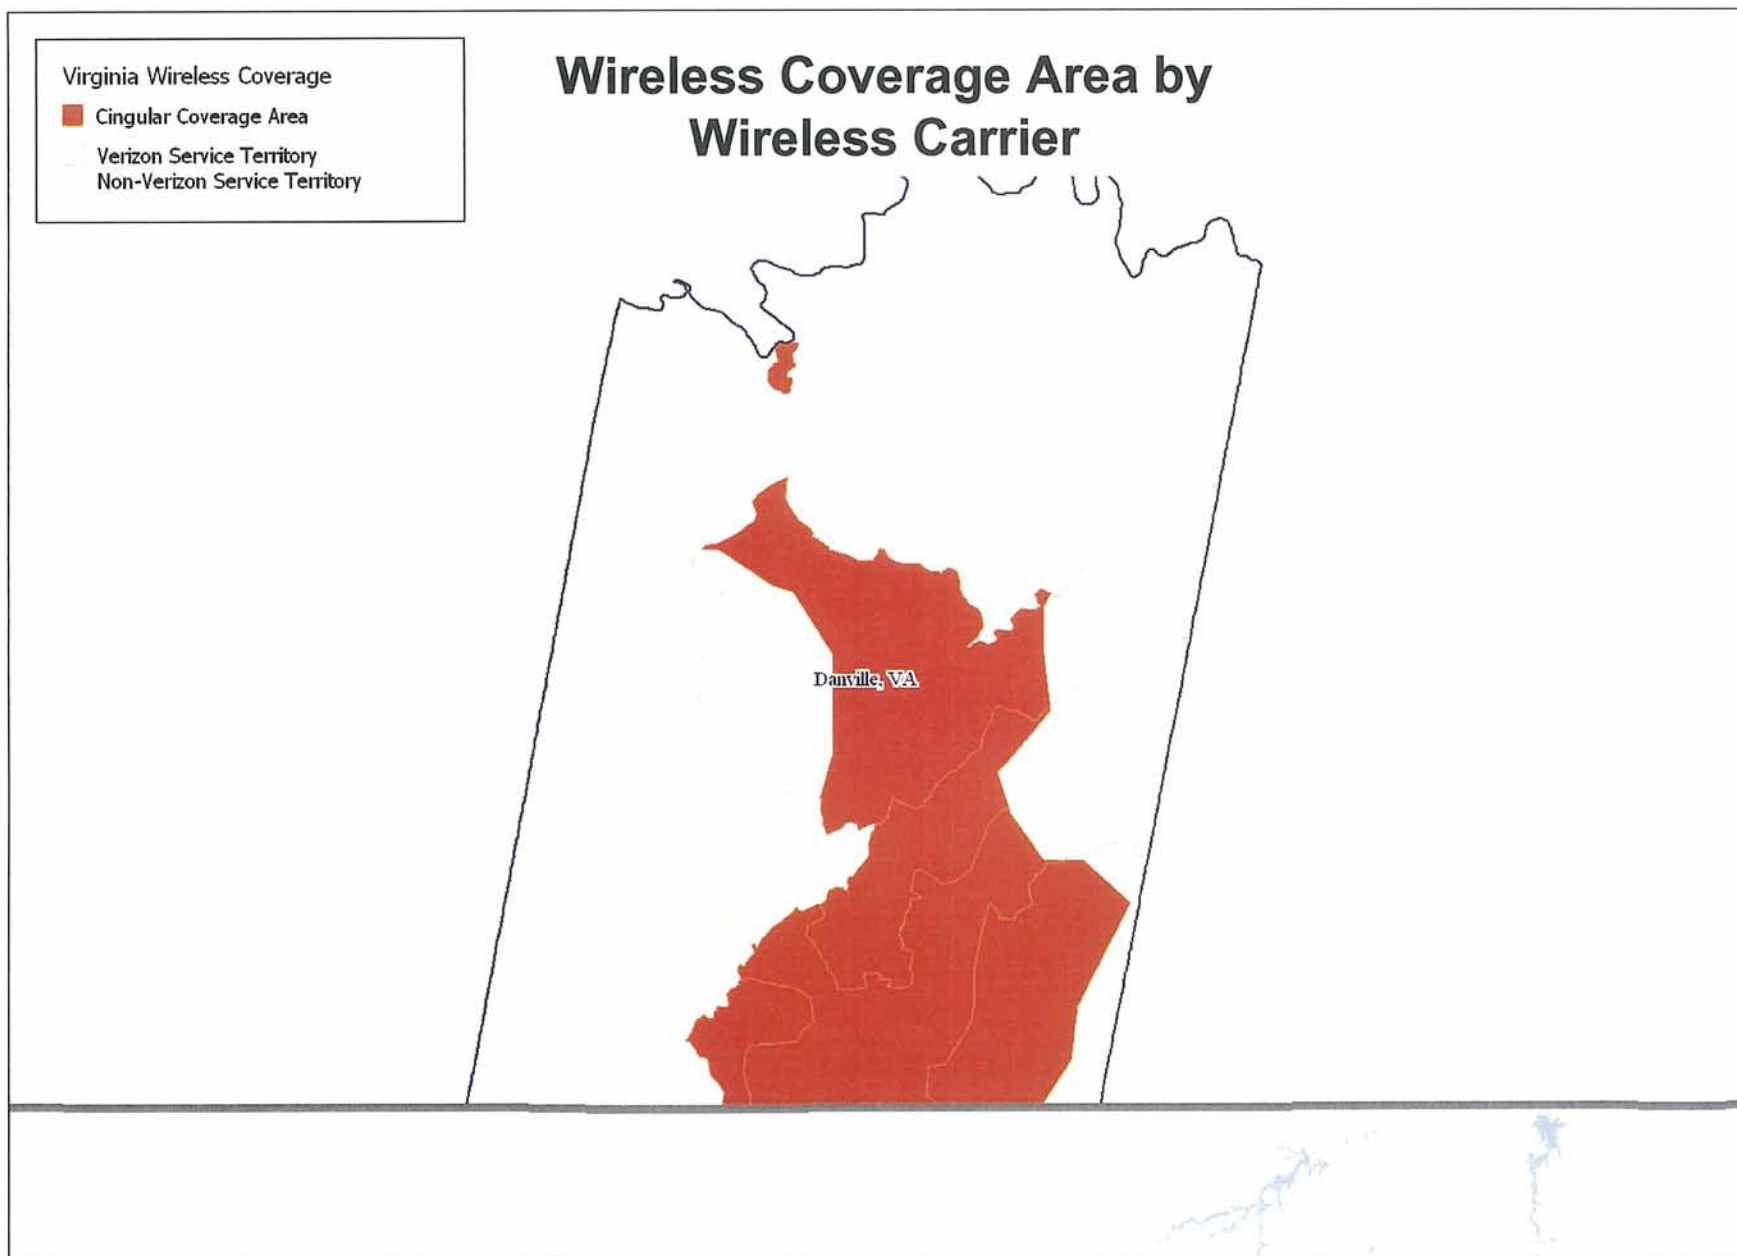 Virginia Wireless Coverage
Cingular Coverage Area
Verizon Service Territory
Non-Verizon Service Territory
Wireless Coverage Area by
Wireless Carrier
Danville, VA